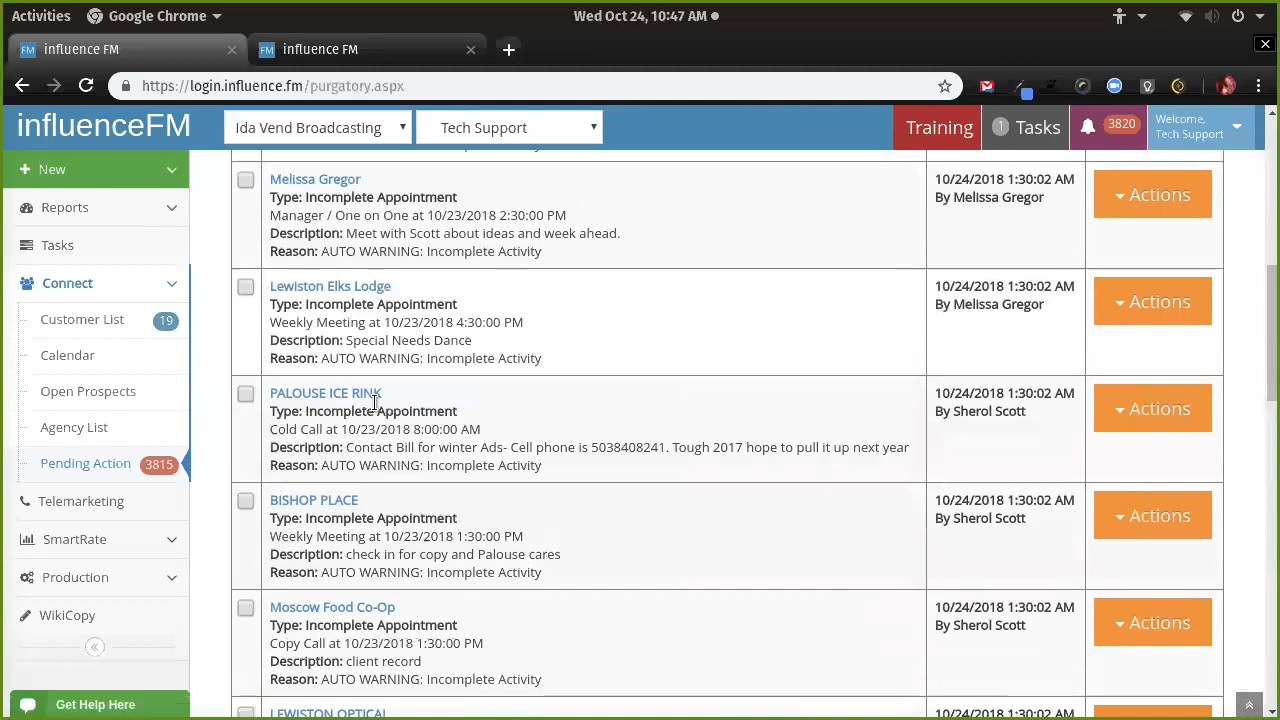 Activities
Google Chrome
Wed Oct 24, 10:47 AM
influence FM
influence FM
https://login.influence.fm/purgatory.aspx
influenceFM
Ida Vend Broadcasting
Tech Support
Training
1 Tasks
3820
Welcome,
Tech Support
New
Reports
Tasks
Connect
Customer List 19
Calendar
Open Prospects
Agency List
Pending Action 3815
Telemarketing
SmartRate
Production
WikiCopy
Get Help Here
Melissa Gregor
Type: Incomplete Appointment
Manager / One on One at 10/23/2018 2:30:00 PM
Description: Meet with Scott about ideas and week ahead.
Reason: AUTO WARNING: Incomplete Activity
10/24/2018 1:30:02 AM
By Melissa Gregor
Actions
Lewiston Elks Lodge
Type: Incomplete Appointment
Weekly Meeting at 10/23/2018 4:30:00 PM
Description: Special Needs Dance
Reason: AUTO WARNING: Incomplete Activity
10/24/2018 1:30:02 AM
By Melissa Gregor
Actions
PALOUSE ICE RINK
Type: Incomplete Appointment
Cold Call at 10/23/2018 8:00:00 AM
Description: Contact Bill for winter Ads- Cell phone is 5038408241. Tough 2017 hope to pull it up next year
Reason: AUTO WARNING: Incomplete Activity
10/24/2018 1:30:02 AM
By Sherol Scott
Actions
BISHOP PLACE
Type: Incomplete Appointment
Weekly Meeting at 10/23/2018 1:30:00 PM
Description: check in for copy and Palouse cares
Reason: AUTO WARNING: Incomplete Activity
10/24/2018 1:30:02 AM
By Sherol Scott
Actions
Moscow Food Co-Op
Type: Incomplete Appointment
Copy Call at 10/23/2018 1:30:00 PM
Description: client record
Reason: AUTO WARNING: Incomplete Activity
10/24/2018 1:30:02 AM
By Sherol Scott
Actions
LEWISTON OPTICAL
10/24/2018 1:30:02 AM